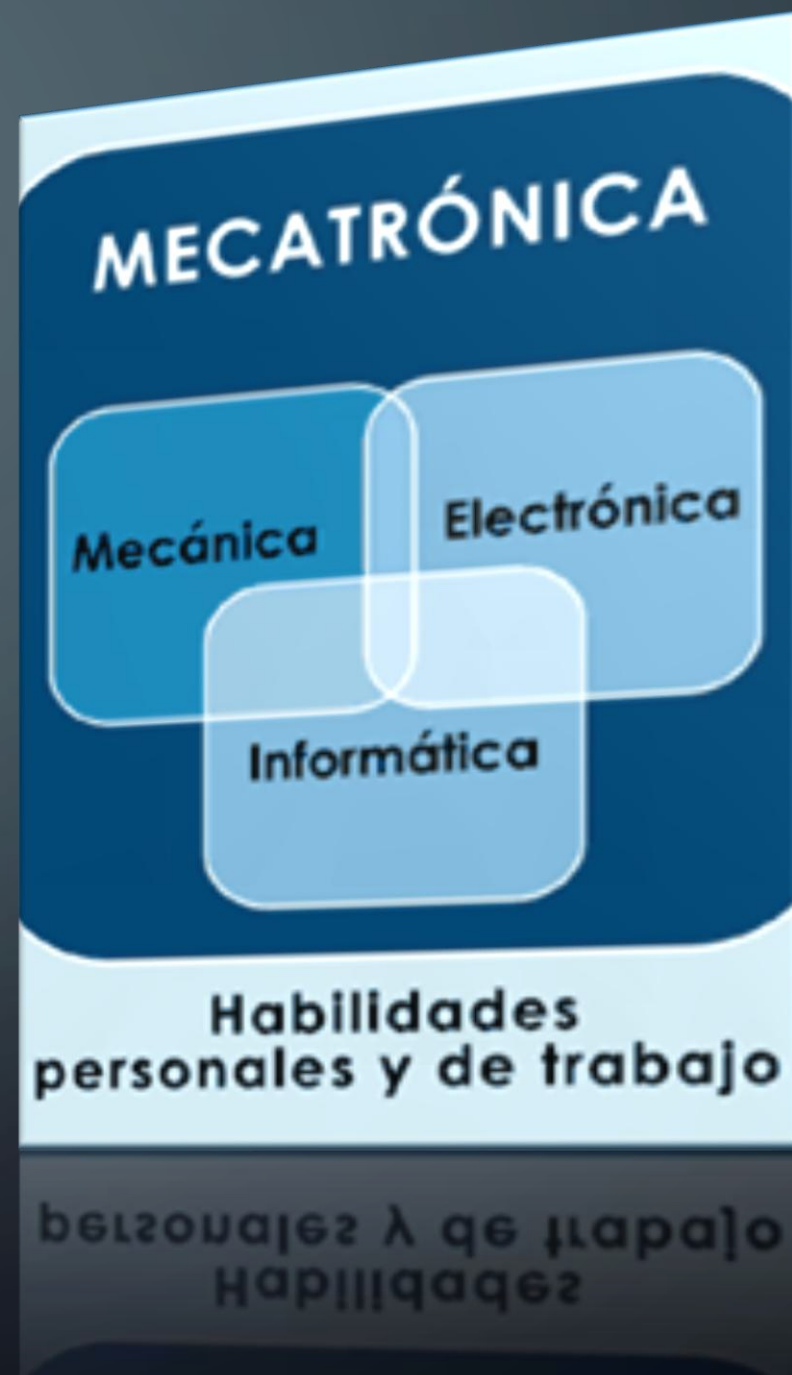 MECATRÓNICA
Mecánica
Electrónica
Informática
Habilidades
personales y de trabajo